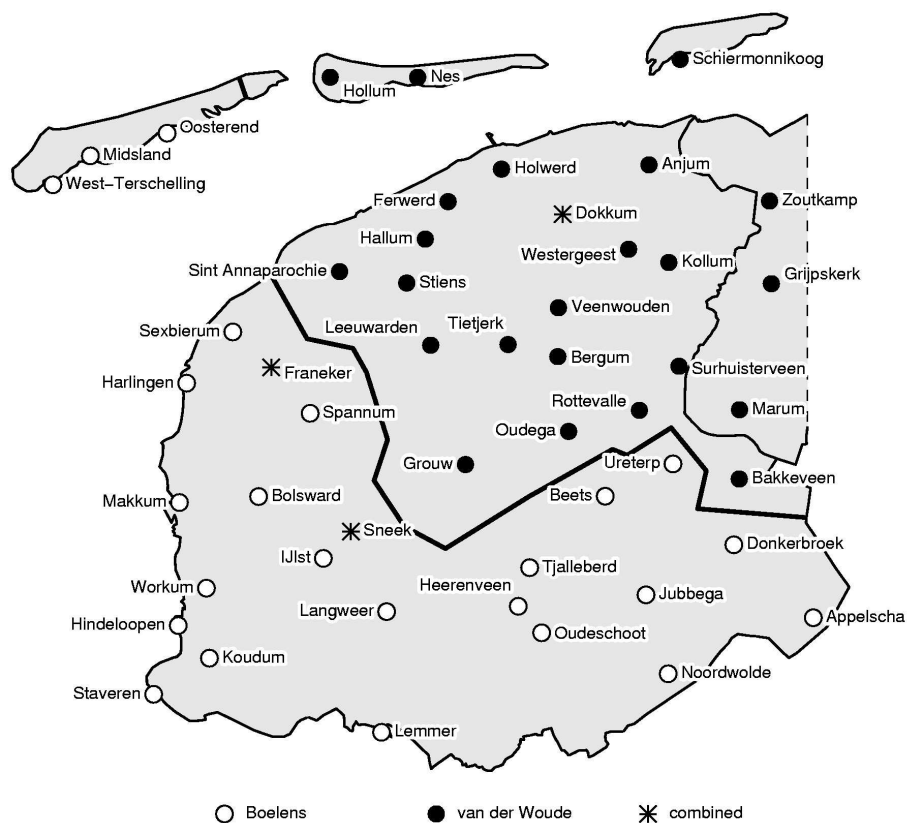 Schiermonnikoog
Hollum
Nes
Oosterend
Midsland
West-Terschelling
Holwerd
Anjum
Ferwerd
Dokkum
Zoutkamp
Hallum
Westergeest
Kollum
Sint Annaparochie
Stiens
Grijpskerk
Veenwouden
Sexbierum
Leeuwarden
Tietjerk
Bergum
Franeker
Surhuisterveen
Harlingen
Spannum
Rottevalle
Marum
Oudega
Grouw
Ureterp
Bakkeveen
Makkum
Bolsward
Beets
Sneek
Donkerbroek
IJlst
Tjalleberd
Heerenveen
Workum
Langweer
Jubbega
Hindeloopen
Oudeschoot
Appelscha
Koudum
Noordwolde
Staveren
Lemmer
Boelens
van der Woude
combined